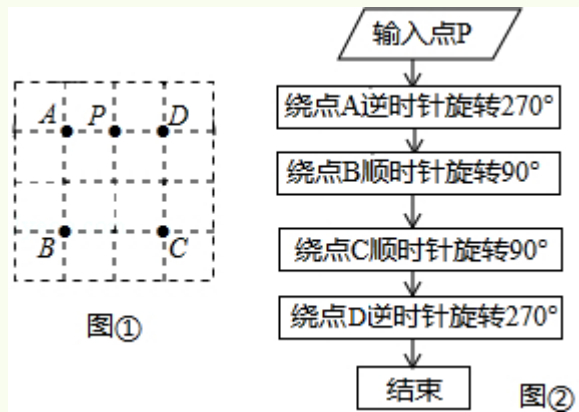 A P D
B C
图①
输入点P
绕点A逆时针旋转270°
绕点B顺时针旋转90°
绕点C顺时针旋转90°
绕点D逆时针旋转270°
结束
图②